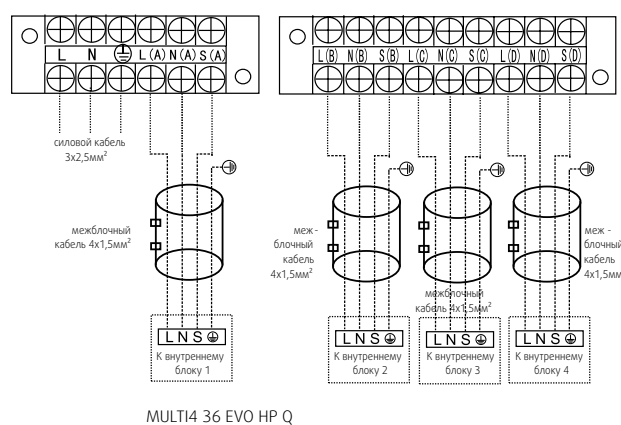 L N L(A) N(A) S(A)
L(B) N(B) S(B) L(C) N(C) S(C) L(D) N(D) S(D)
силовой кабель
3х2,5мм²
межблочный
кабель 4х1,5мм²
меж -
блочный
кабель
4х1,5мм²
межблочный
кабель 4х1,5мм²
меж -
блочный
кабель
4х1,5мм
L N S
К внутреннему
блоку 1
L N S
К внутреннему
блоку 2
L N S
К внутреннему
блоку 3
L N S
К внутреннему
блоку 4
MULTI4 36 EVO HP Q